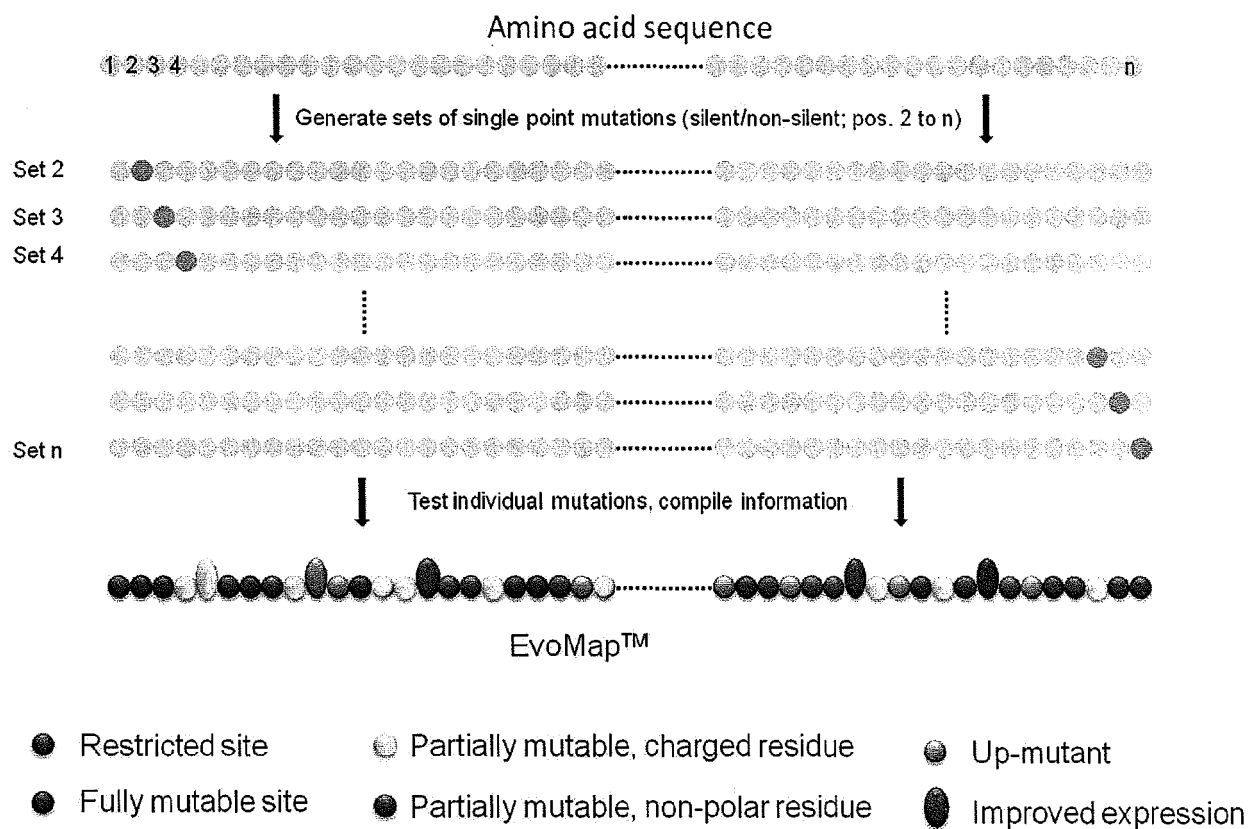 Amino acid sequence
1 2 3 4 n
Generate sets of single point mutations (silent/non-silent; pos. 2 to n)
Set 2
Set 3
Set 4
Set n
Test individual mutations, compile information
EvoMap™
Restricted site
Partially mutable, charged residue
Up-mutant
Fully mutable site
Partially mutable, non-polar residue
Improved expression